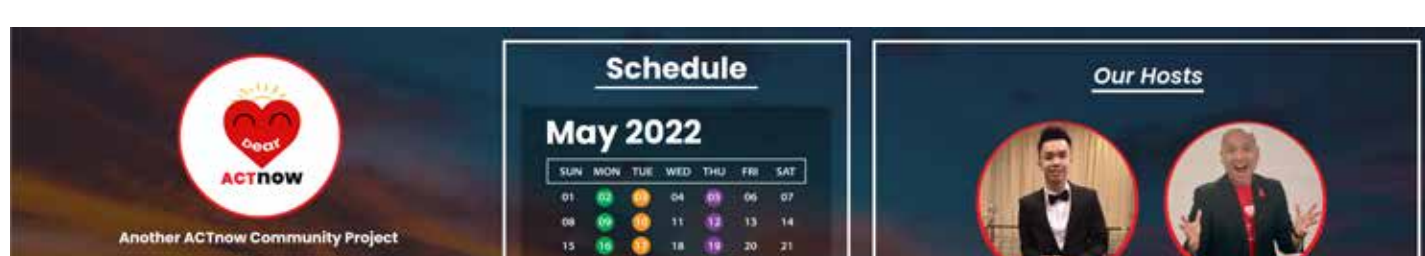 Dear
ACTnow
Another ACTnow Community Project
Schedule
May 2022
SUN MON TUE WED THU FRI SAT
01 02 03 04 05 06 07
08 09 10 11 12 13 14
15 16 17 18 19 20 21
Our Hosts